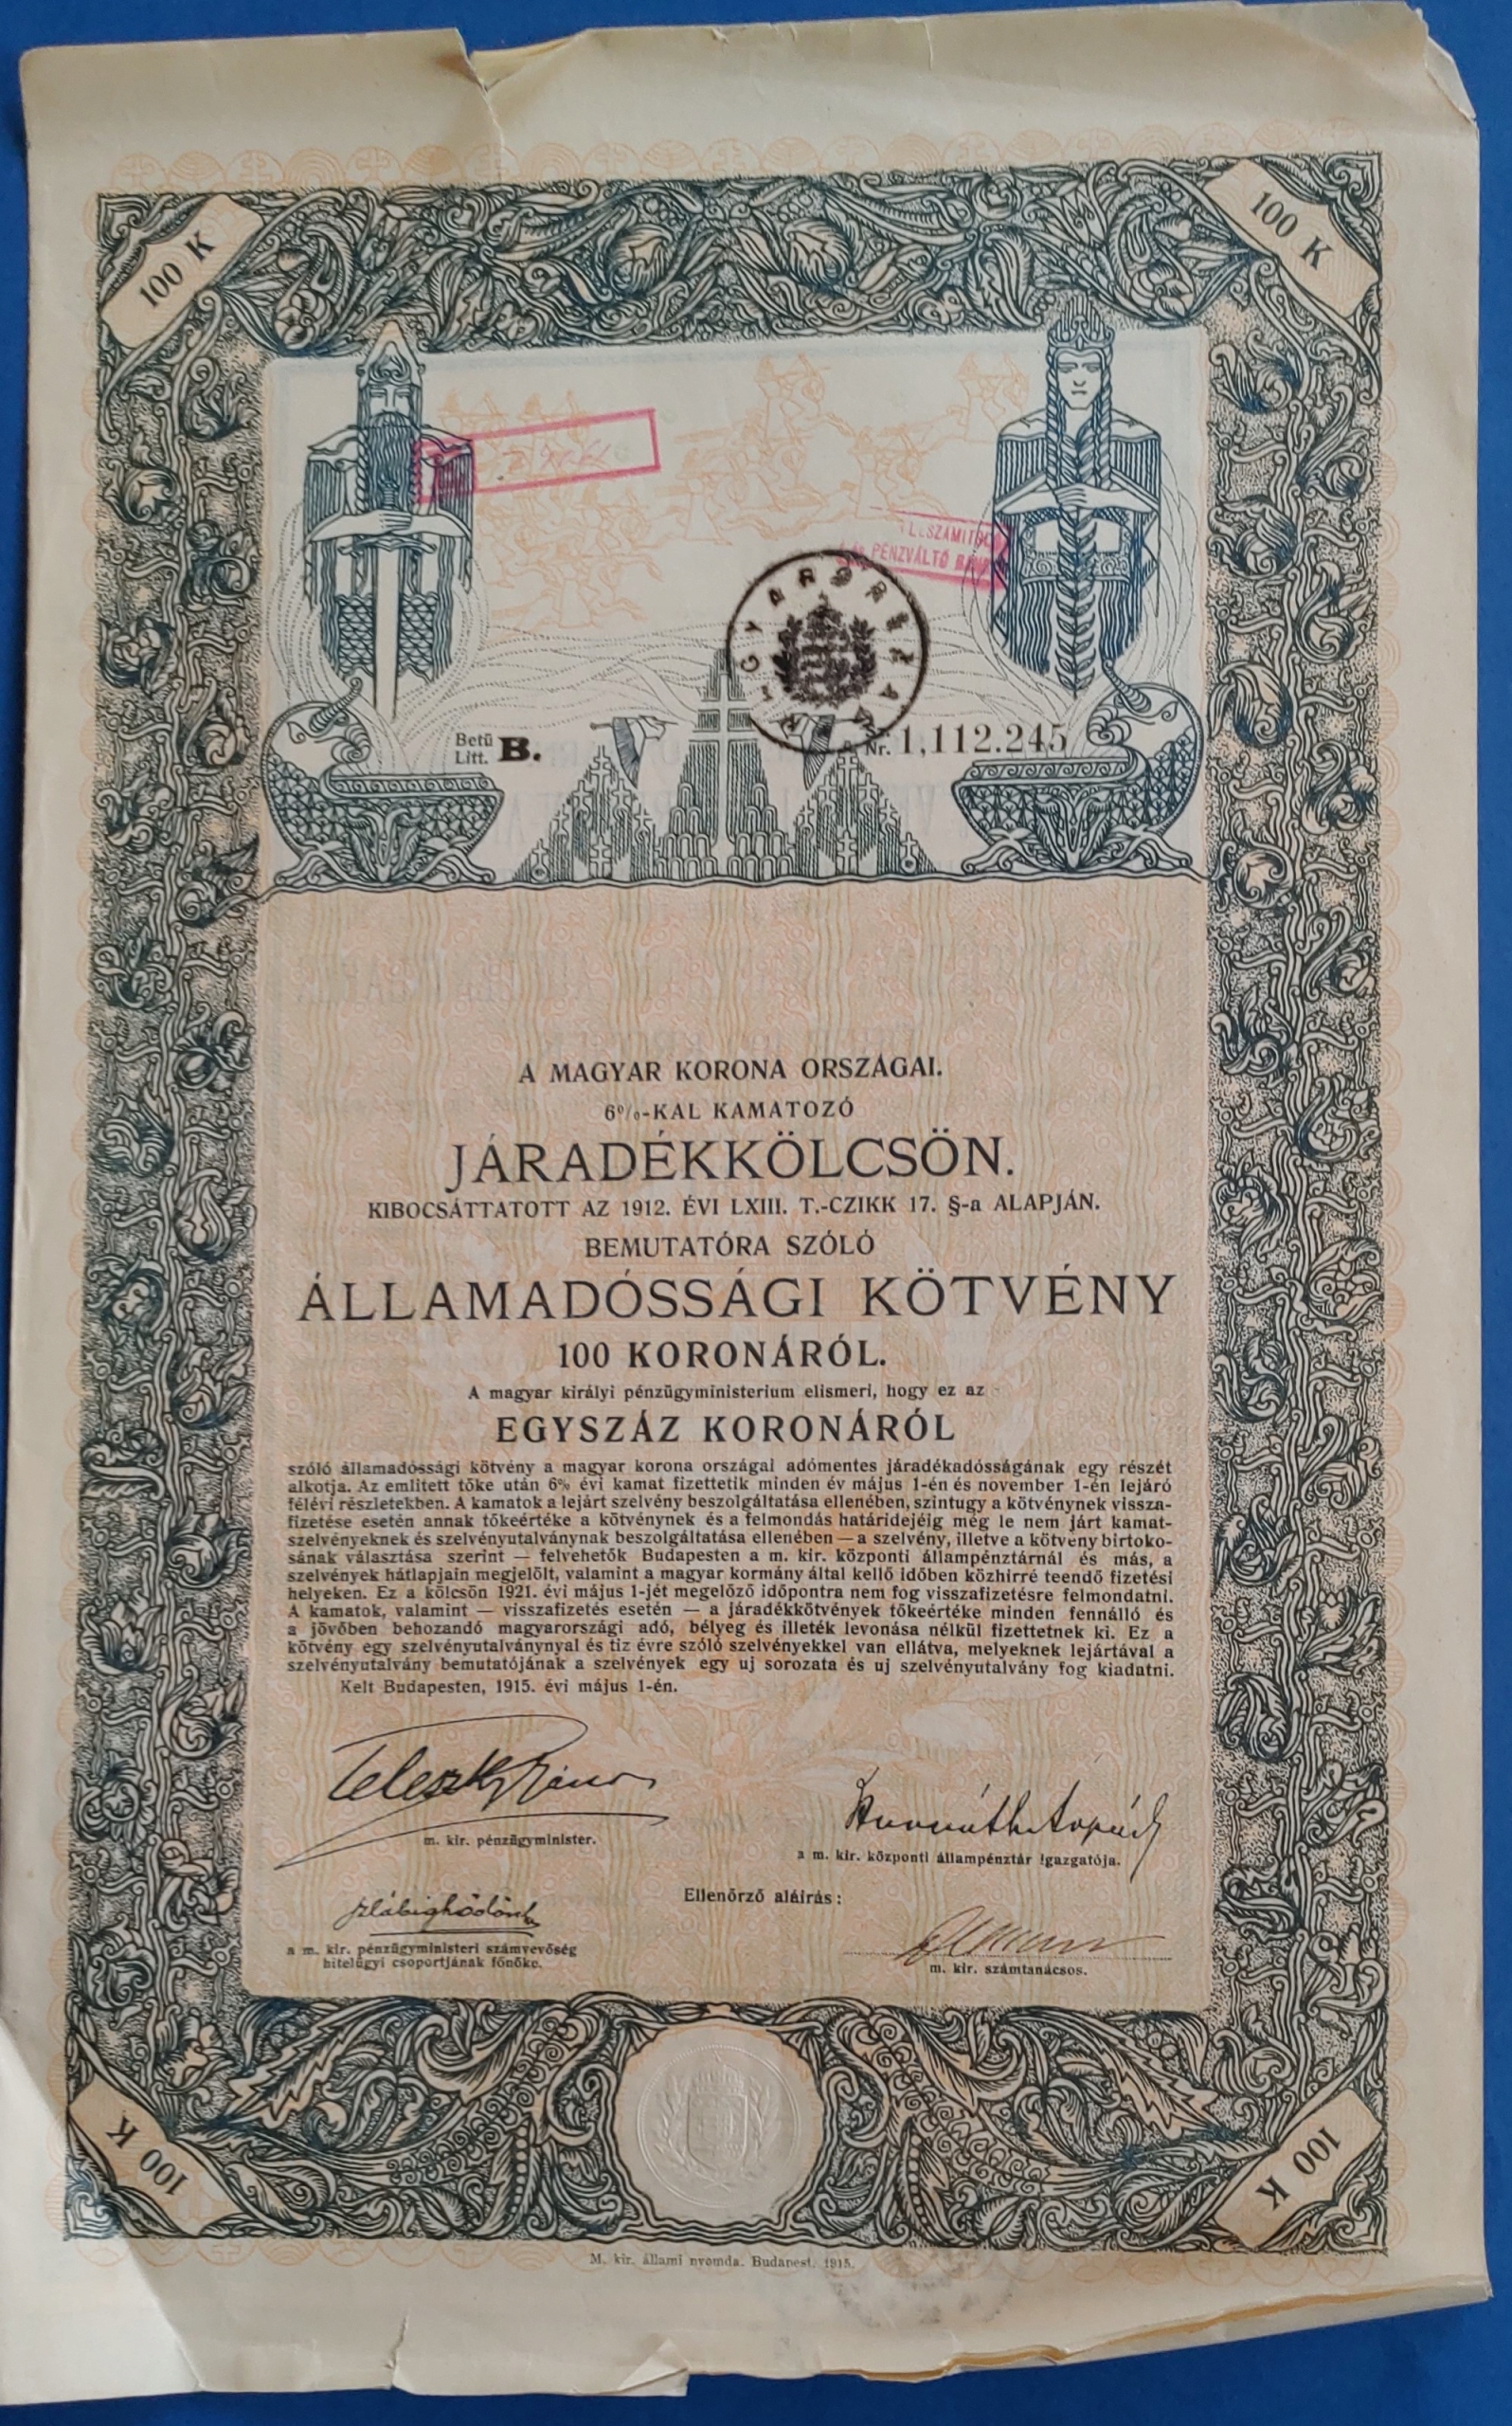 100 K
100 K
LESZÁMITOLÓ
ÉS PÉNZVÁLTÓ BANK
MAGYARORSZÁG
Betü
Litt. B.
Nr. 1,112.245
A MAGYAR KORONA ORSZÁGAI.
6%-KAL KAMATOZÓ
JÁRADÉKKÖLCSÖN.
KIBOCSÁTTATOTT AZ 1912. ÉVI LXIII. T.-CZIKK 17. §-a ALAPJÁN.
BEMUTATÓRA SZÓLÓ
ÁLLAMADÓSSÁGI KÖTVÉNY
100 KORONÁRÓL.
A magyar királyi pénzügyministerium elismeri, hogy ez az
EGYSZÁZ KORONÁRÓL
szóló államadóssági kötvény a magyar korona országai adómentes járadékadósságának egy részét
alkotja. Az emlitett tőke után 6% évi kamat fizettetik minden év május 1-én és november 1-én lejáró
félévi részletekben. A kamatok a lejárt szelvény beszolgáltatása ellenében, szintugy a kötvénynek vissza-
fizetése esetén annak tőkeértéke a kötvénynek és a felmondás határidejéig még le nem járt kamat-
szelvényeknek és szelvényutalványnak beszolgáltatása ellenében — a szelvény, illetve a kötvény birtoko-
sának választása szerint — felvehetők Budapesten a m. kir. központi állampénztárnál és más, a
szelvények hátlapjain megjelölt, valamint a magyar kormány által kellő időben közhirré teendő fizetési
helyeken. Ez a kölcsön 1921. évi május 1-jét megelőző időpontra nem fog visszafizetésre felmondatni.
A kamatok, valamint — visszafizetés esetén — a járadékkötvények tőkeértéke minden fennálló és
a jövőben behozandó magyarországi adó, bélyeg és illeték levonása nélkül fizettetnek ki. Ez a
kötvény egy szelvényutalványnyal és tiz évre szóló szelvényekkel van ellátva, melyeknek lejártával a
szelvényutalvány bemutatójának a szelvények egy uj sorozata és uj szelvényutalvány fog kiadatni.
Kelt Budapesten, 1915. évi május 1-én.
Teleszky János
m. kir. pénzügyminister.
Horváth Árpád
a m. kir. központi állampénztár igazgatója.
Ellenőrző aláirás:
a m. kir. pénzügyministeri számvevőség
hitelügyi csoportjának főnöke.
m. kir. számtanácsos.
100 K
100 K
M. kir. állami nyomda. Budapest. 1915.